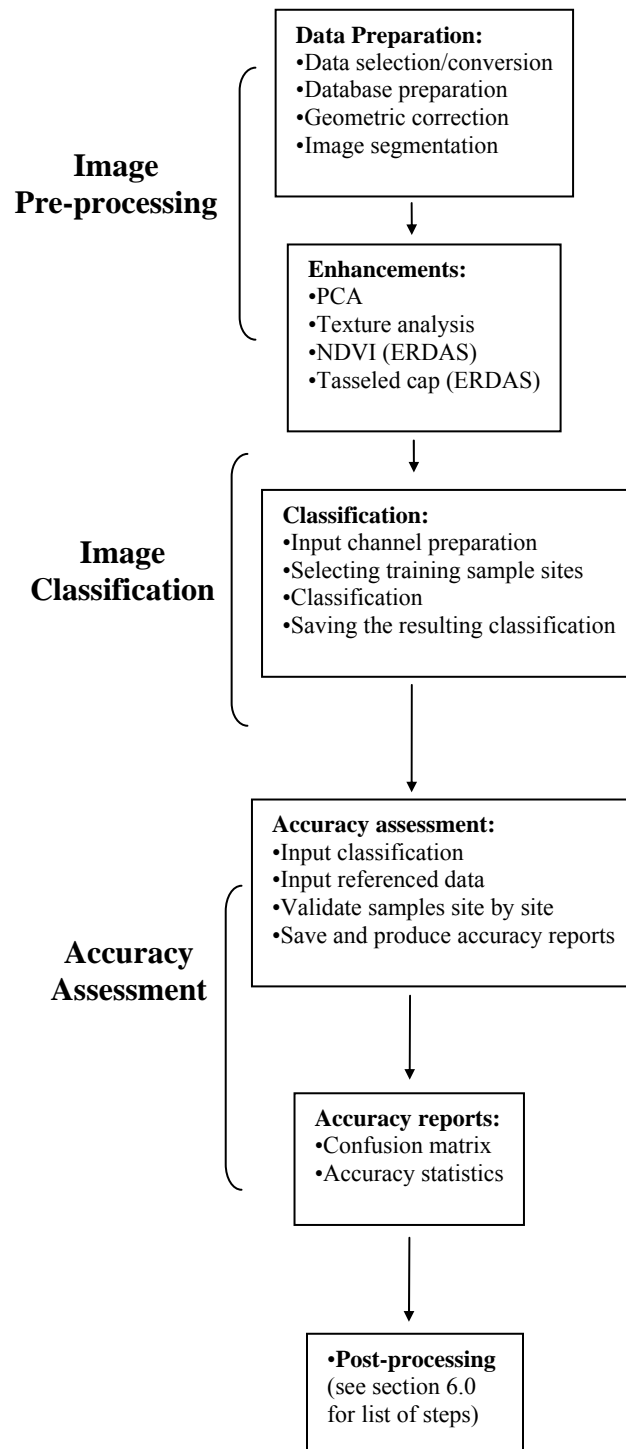 Data Preparation:
•Data selection/conversion
•Database preparation
•Geometric correction
•Image segmentation
Image
Pre-processing
Enhancements:
•PCA
•Texture analysis
•NDVI (ERDAS)
•Tasseled cap (ERDAS)
Classification:
•Input channel preparation
•Selecting training sample sites
•Classification
•Saving the resulting classification
Image
Classification
Accuracy assessment:
•Input classification
•Input referenced data
•Validate samples site by site
•Save and produce accuracy reports
Accuracy
Assessment
Accuracy reports:
•Confusion matrix
•Accuracy statistics
•Post-processing
(see section 6.0
for list of steps)